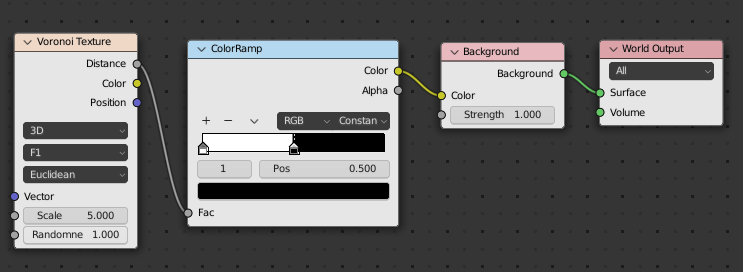 Voronoi Texture
Distance
Color
Position
3D
F1
Euclidean
Vector
Scale 5.000
Randomne 1.000
ColorRamp
Color
Alpha
+ − RGB Constan
1 Pos 0.500
Fac
Background
Background
Color
Strength 1.000
World Output
All
Surface
Volume